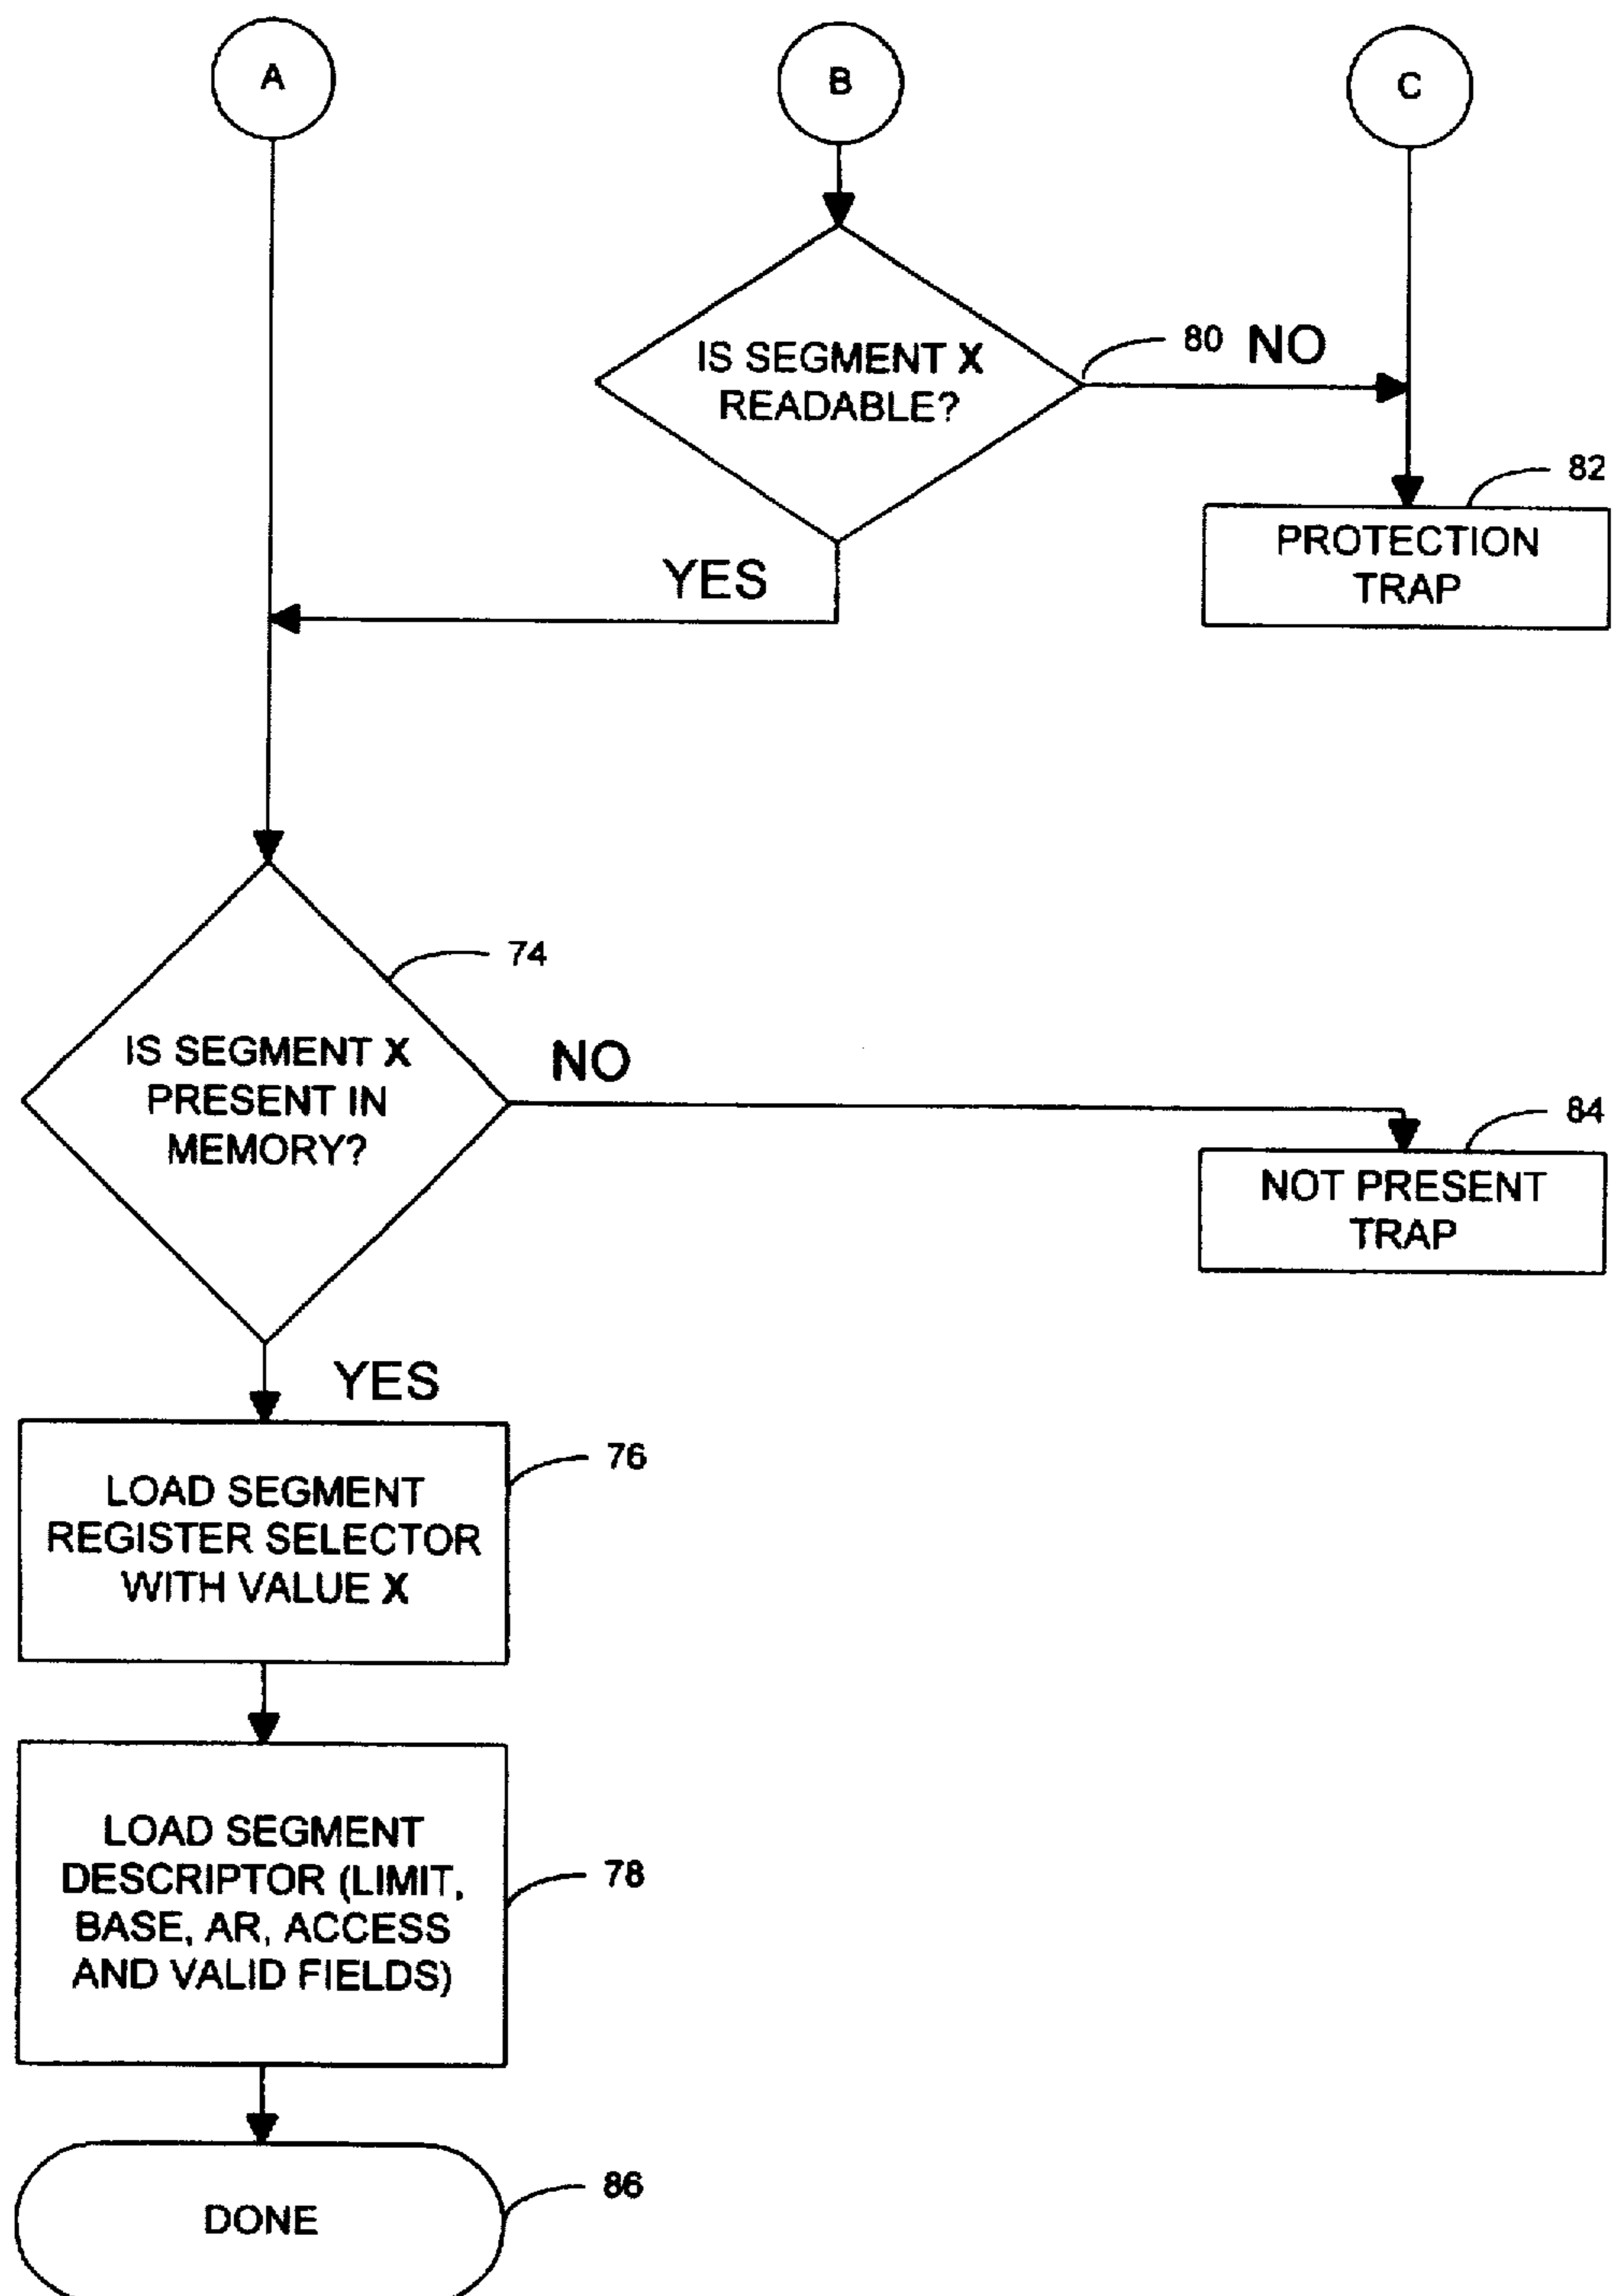 A
B
C
IS SEGMENT X
READABLE?
80
NO
82
PROTECTION
TRAP
YES
74
IS SEGMENT X
PRESENT IN
MEMORY?
NO
84
NOT PRESENT
TRAP
YES
76
LOAD SEGMENT
REGISTER SELECTOR
WITH VALUE X
78
LOAD SEGMENT
DESCRIPTOR (LIMIT,
BASE, AR, ACCESS
AND VALID FIELDS)
86
DONE